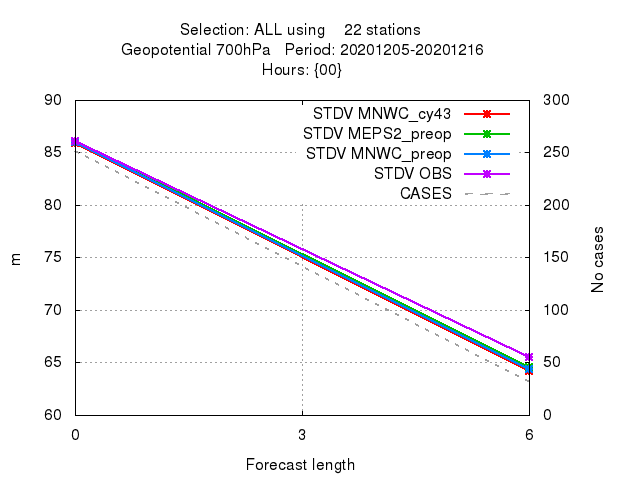 Selection: ALL using    22 stations
Geopotential 700hPa   Period: 20201205-20201216
Hours: {00}
90
85
80
75
70
65
60
m
300
250
200
150
100
50
0
No cases
STDV MNWC_cy43
STDV MEPS2_preop
STDV MNWC_preop
STDV OBS
CASES
0
3
6
Forecast length